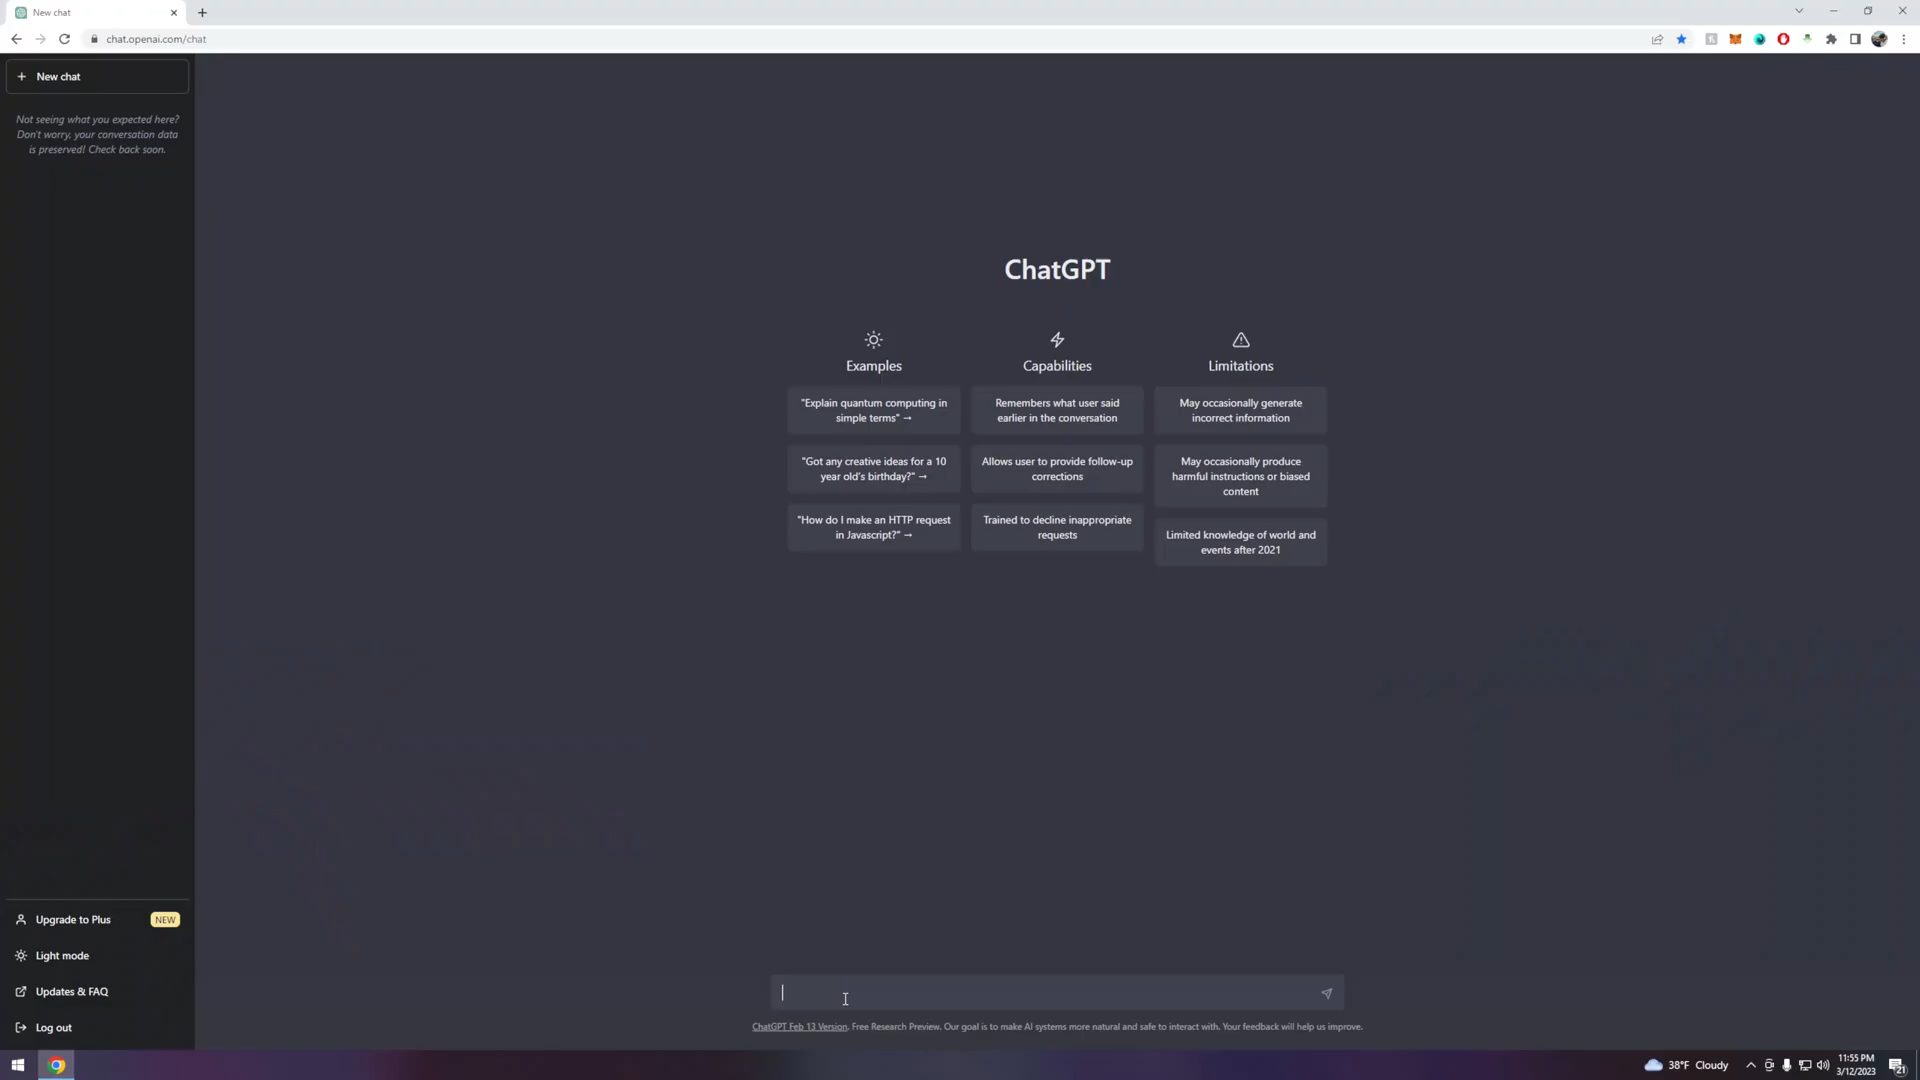 New chat
chat.openai.com/chat
+ New chat
Not seeing what you expected here?
Don't worry, your conversation data
is preserved! Check back soon.
ChatGPT
Examples
"Explain quantum computing in
simple terms" →
"Got any creative ideas for a 10
year old's birthday?" →
"How do I make an HTTP request
in Javascript?" →
Capabilities
Remembers what user said
earlier in the conversation
Allows user to provide follow-up
corrections
Trained to decline inappropriate
requests
Limitations
May occasionally generate
incorrect information
May occasionally produce
harmful instructions or biased
content
Limited knowledge of world and
events after 2021
Upgrade to Plus NEW
Light mode
Updates & FAQ
Log out
ChatGPT Feb 13 Version. Free Research Preview. Our goal is to make AI systems more natural and safe to interact with. Your feedback will help us improve.
38°F Cloudy
11:55 PM
3/12/2023
21